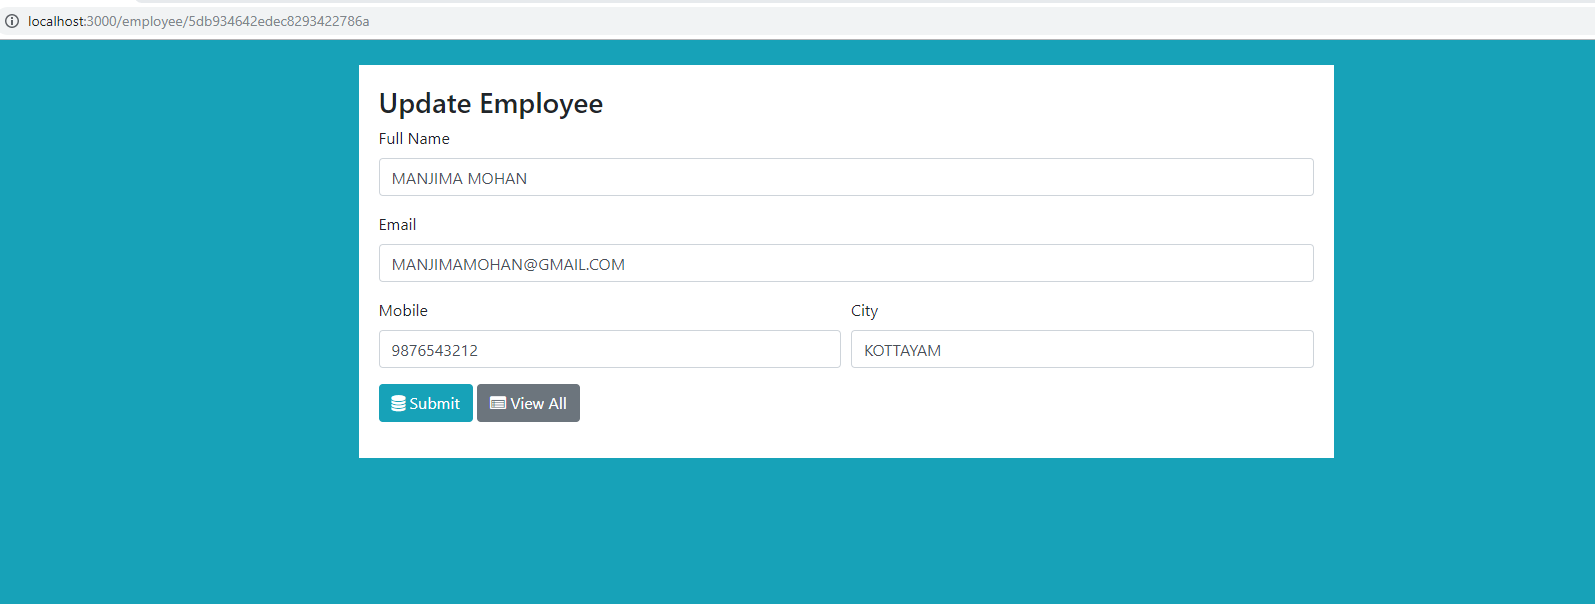 localhost:3000/employee/5db934642edec8293422786a
Update Employee
Full Name
MANJIMA MOHAN
Email
MANJIMAMOHAN@GMAIL.COM
Mobile City
9876543212 KOTTAYAM
Submit View All